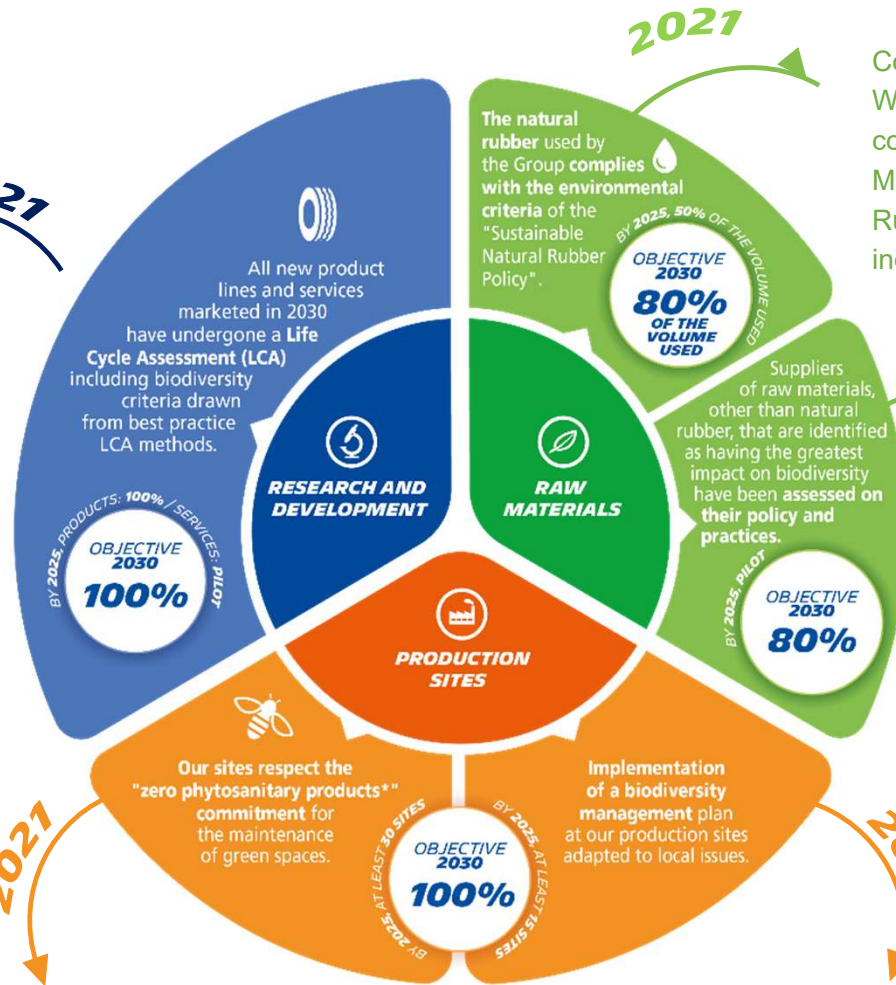 2021
The natural
rubber used by
the Group complies
with the environmental
criteria of the
"Sustainable
Natural Rubber
Policy".
BY 2025, 50% OF THE VOLUME USED
OBJECTIVE
2030
80%
OF THE
VOLUME
USED
All new product
lines and services
marketed in 2030
have undergone a Life
Cycle Assessment (LCA)
including biodiversity
criteria drawn
from best practice
LCA methods.
BY 2025, PRODUCTS: 100% / SERVICES: PILOT
OBJECTIVE
2030
100%
Suppliers
of raw materials,
other than natural
rubber, that are identified
as having the greatest
impact on biodiversity
have been assessed on
their policy and
practices.
BY 2025, PILOT
OBJECTIVE
2030
80%
RESEARCH AND
DEVELOPMENT
RAW
MATERIALS
PRODUCTION
SITES
Our sites respect the
"zero phytosanitary products*"
commitment for
the maintenance
of green spaces.
BY 2025, AT LEAST 30 SITES
OBJECTIVE
2030
100%
BY 2025, AT LEAST 15 SITES
Implementation
of a biodiversity
management plan
at our production sites
adapted to local issues.
2021